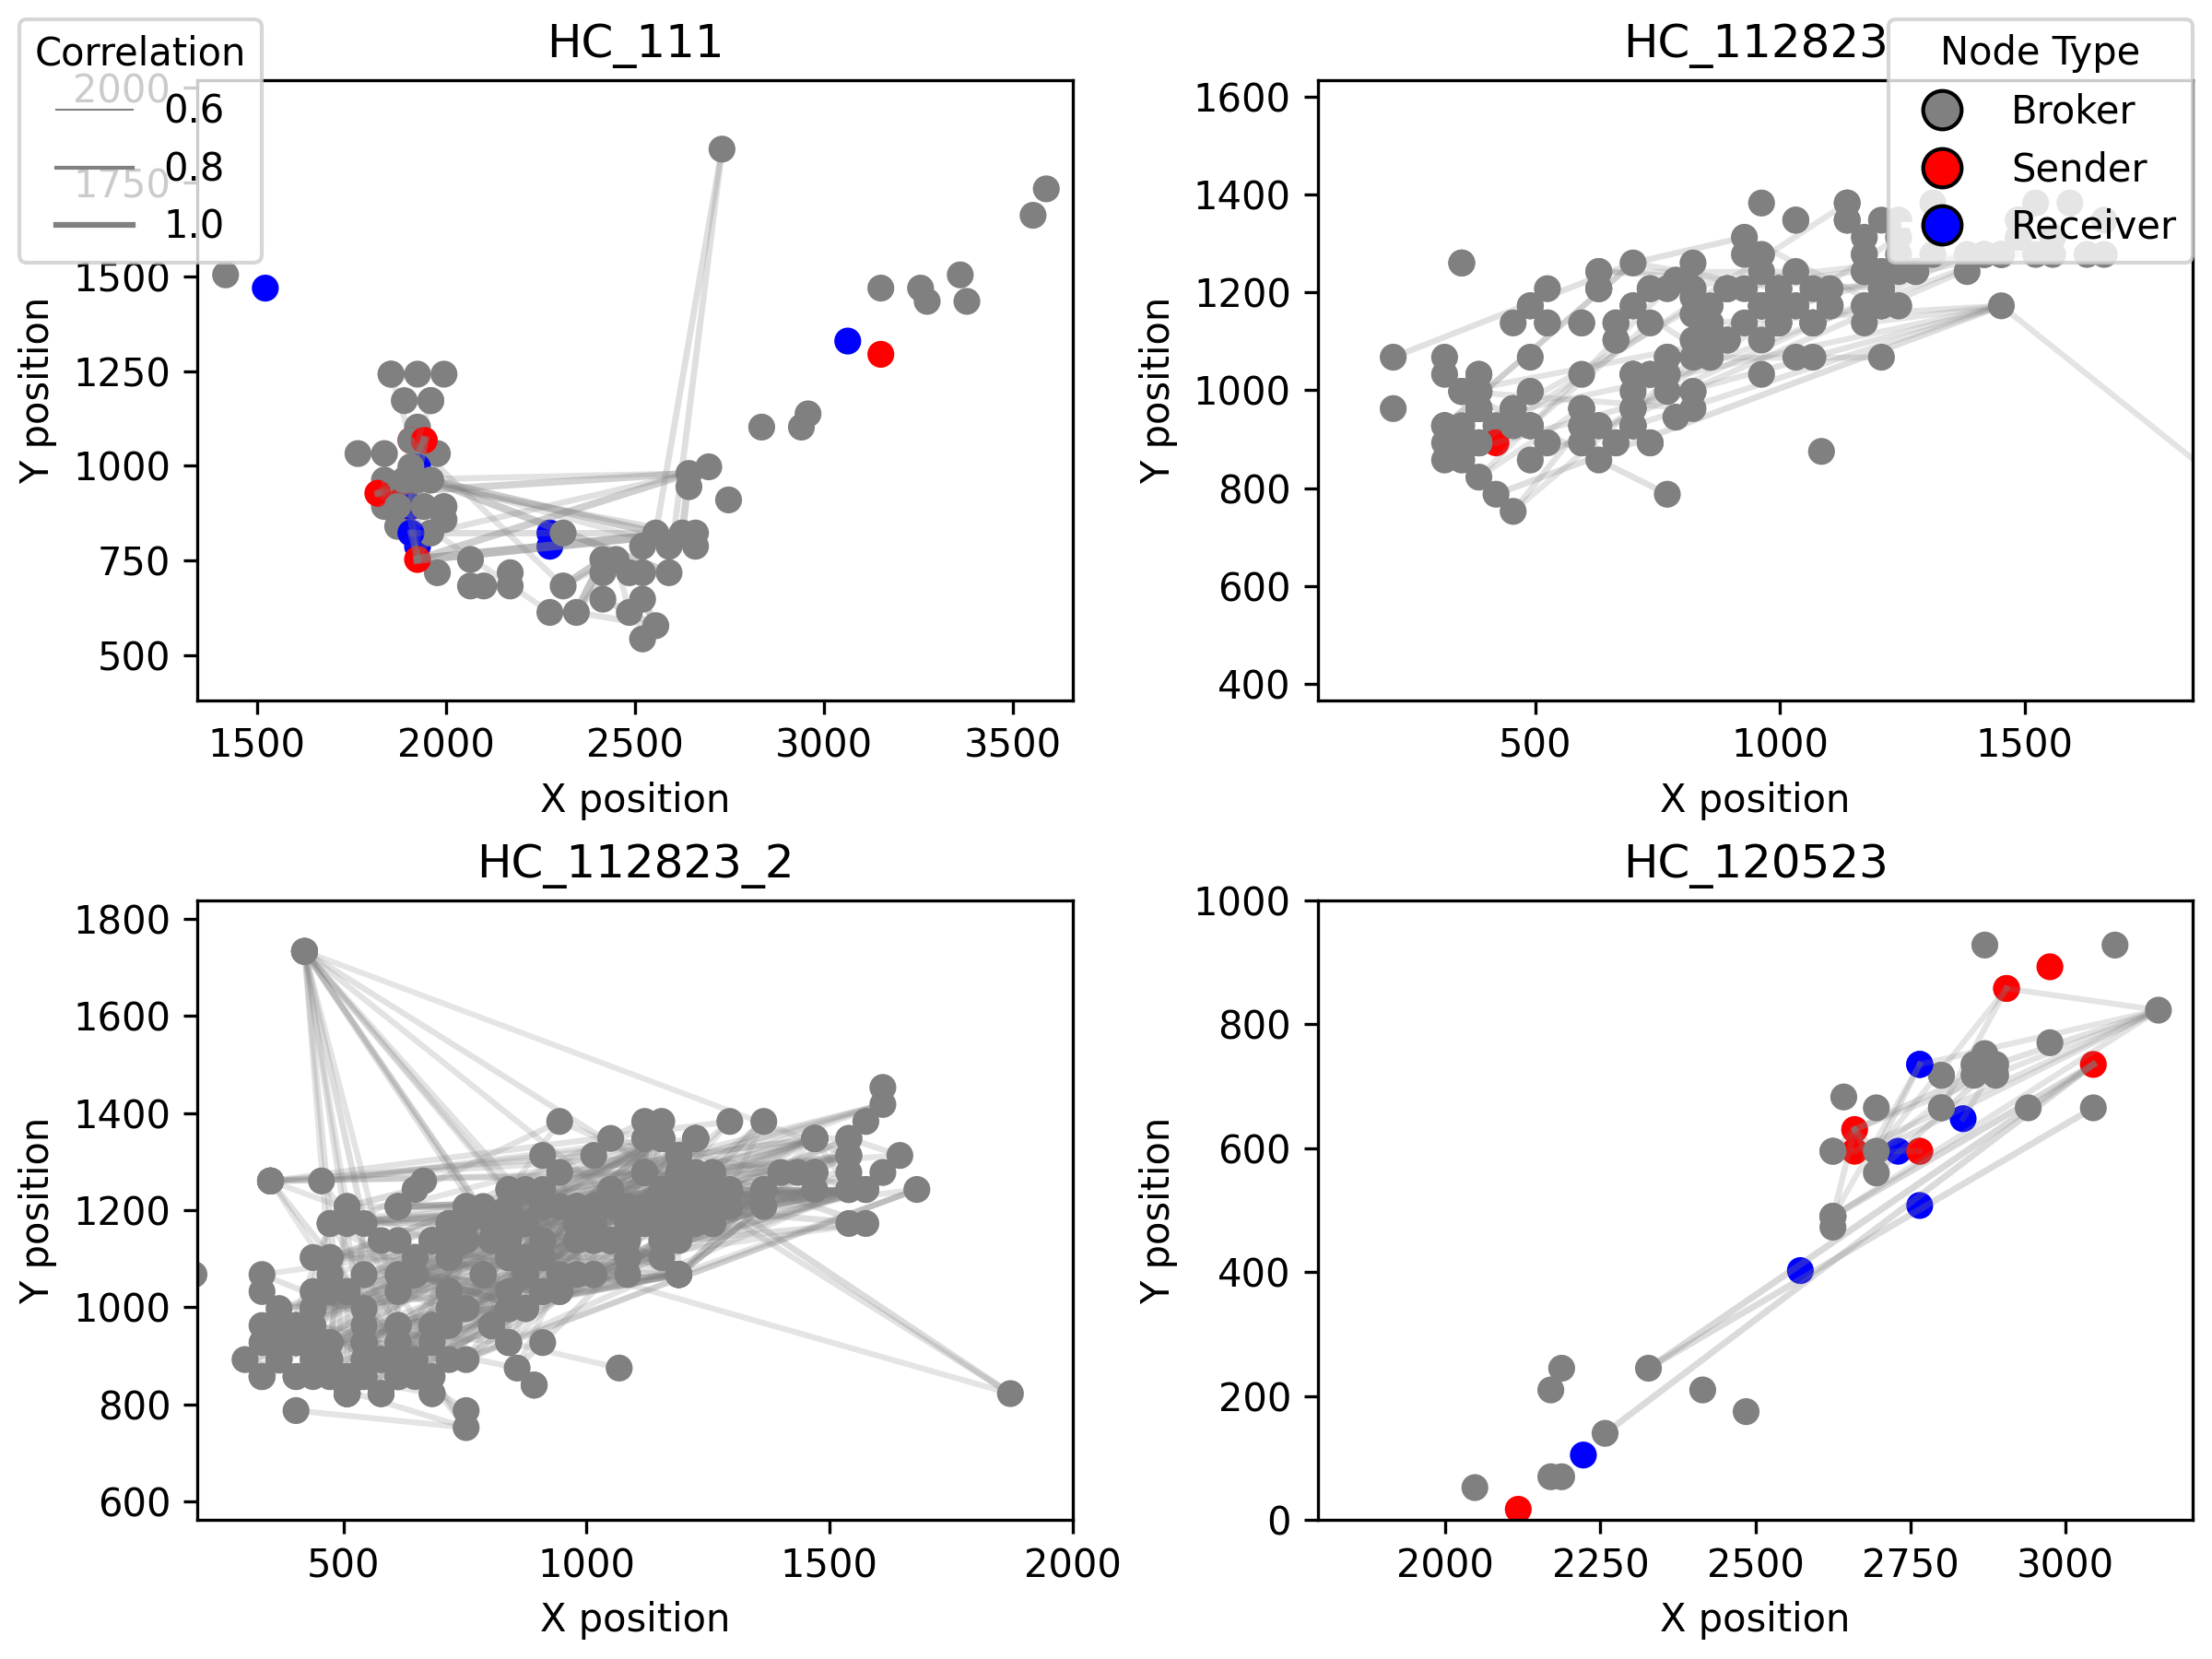 HC_111
Correlation
0.6
0.8
1.0
2000
1750
1500
1250
1000
750
500
Y position
1500 2000 2500 3000 3500
X position
HC_112823
Node Type
Broker
Sender
Receiver
1600
1400
1200
1000
800
600
400
Y position
500 1000 1500
X position
HC_112823_2
1800
1600
1400
1200
1000
800
600
Y position
500 1000 1500 2000
X position
HC_120523
1000
800
600
400
200
0
Y position
2000 2250 2500 2750 3000
X position